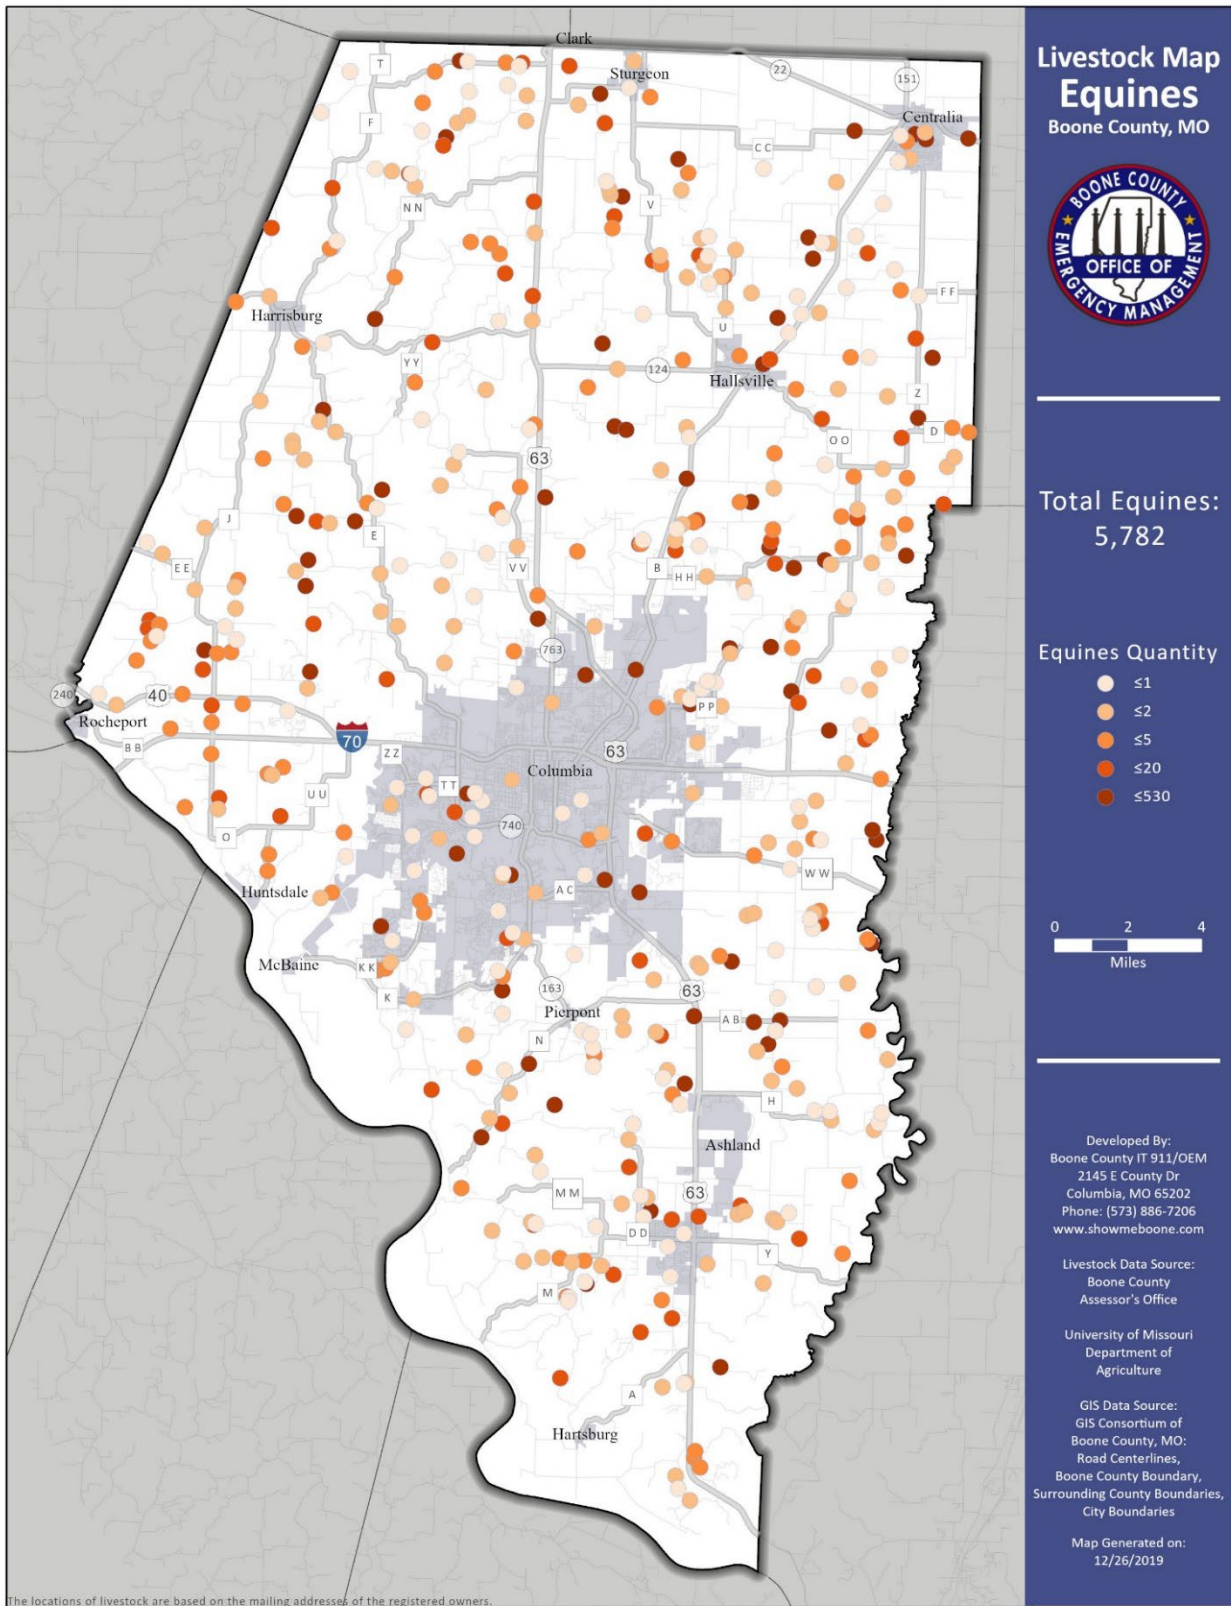 Clark
Sturgeon
T
22
151
Centralia
F
CC
NN
V
FF
Harrisburg
U
YY
124
Hallsville
Z
OO
D
63
J
E
EE
VV
B
HH
763
240
40
PP
Rocheport
BB
70
ZZ
63
Columbia
TT
UU
740
O
WW
Huntsdale
AC
McBaine
KK
K
163
63
Pierpont
AB
N
H
Ashland
MM
63
DD
Y
M
A
Hartsburg
The locations of livestock are based on the mailing addresses of the registered owners.
Livestock Map
Equines
Boone County, MO
BOONE COUNTY
OFFICE OF
EMERGENCY MANAGEMENT
Total Equines:
5,782
Equines Quantity
≤1
≤2
≤5
≤20
≤530
0 2 4
Miles
Developed By:
Boone County IT 911/OEM
2145 E County Dr
Columbia, MO 65202
Phone: (573) 886-7206
www.showmeboone.com
Livestock Data Source:
Boone County
Assessor's Office
University of Missouri
Department of
Agriculture
GIS Data Source:
GIS Consortium of
Boone County, MO:
Road Centerlines,
Boone County Boundary,
Surrounding County Boundaries,
City Boundaries
Map Generated on:
12/26/2019